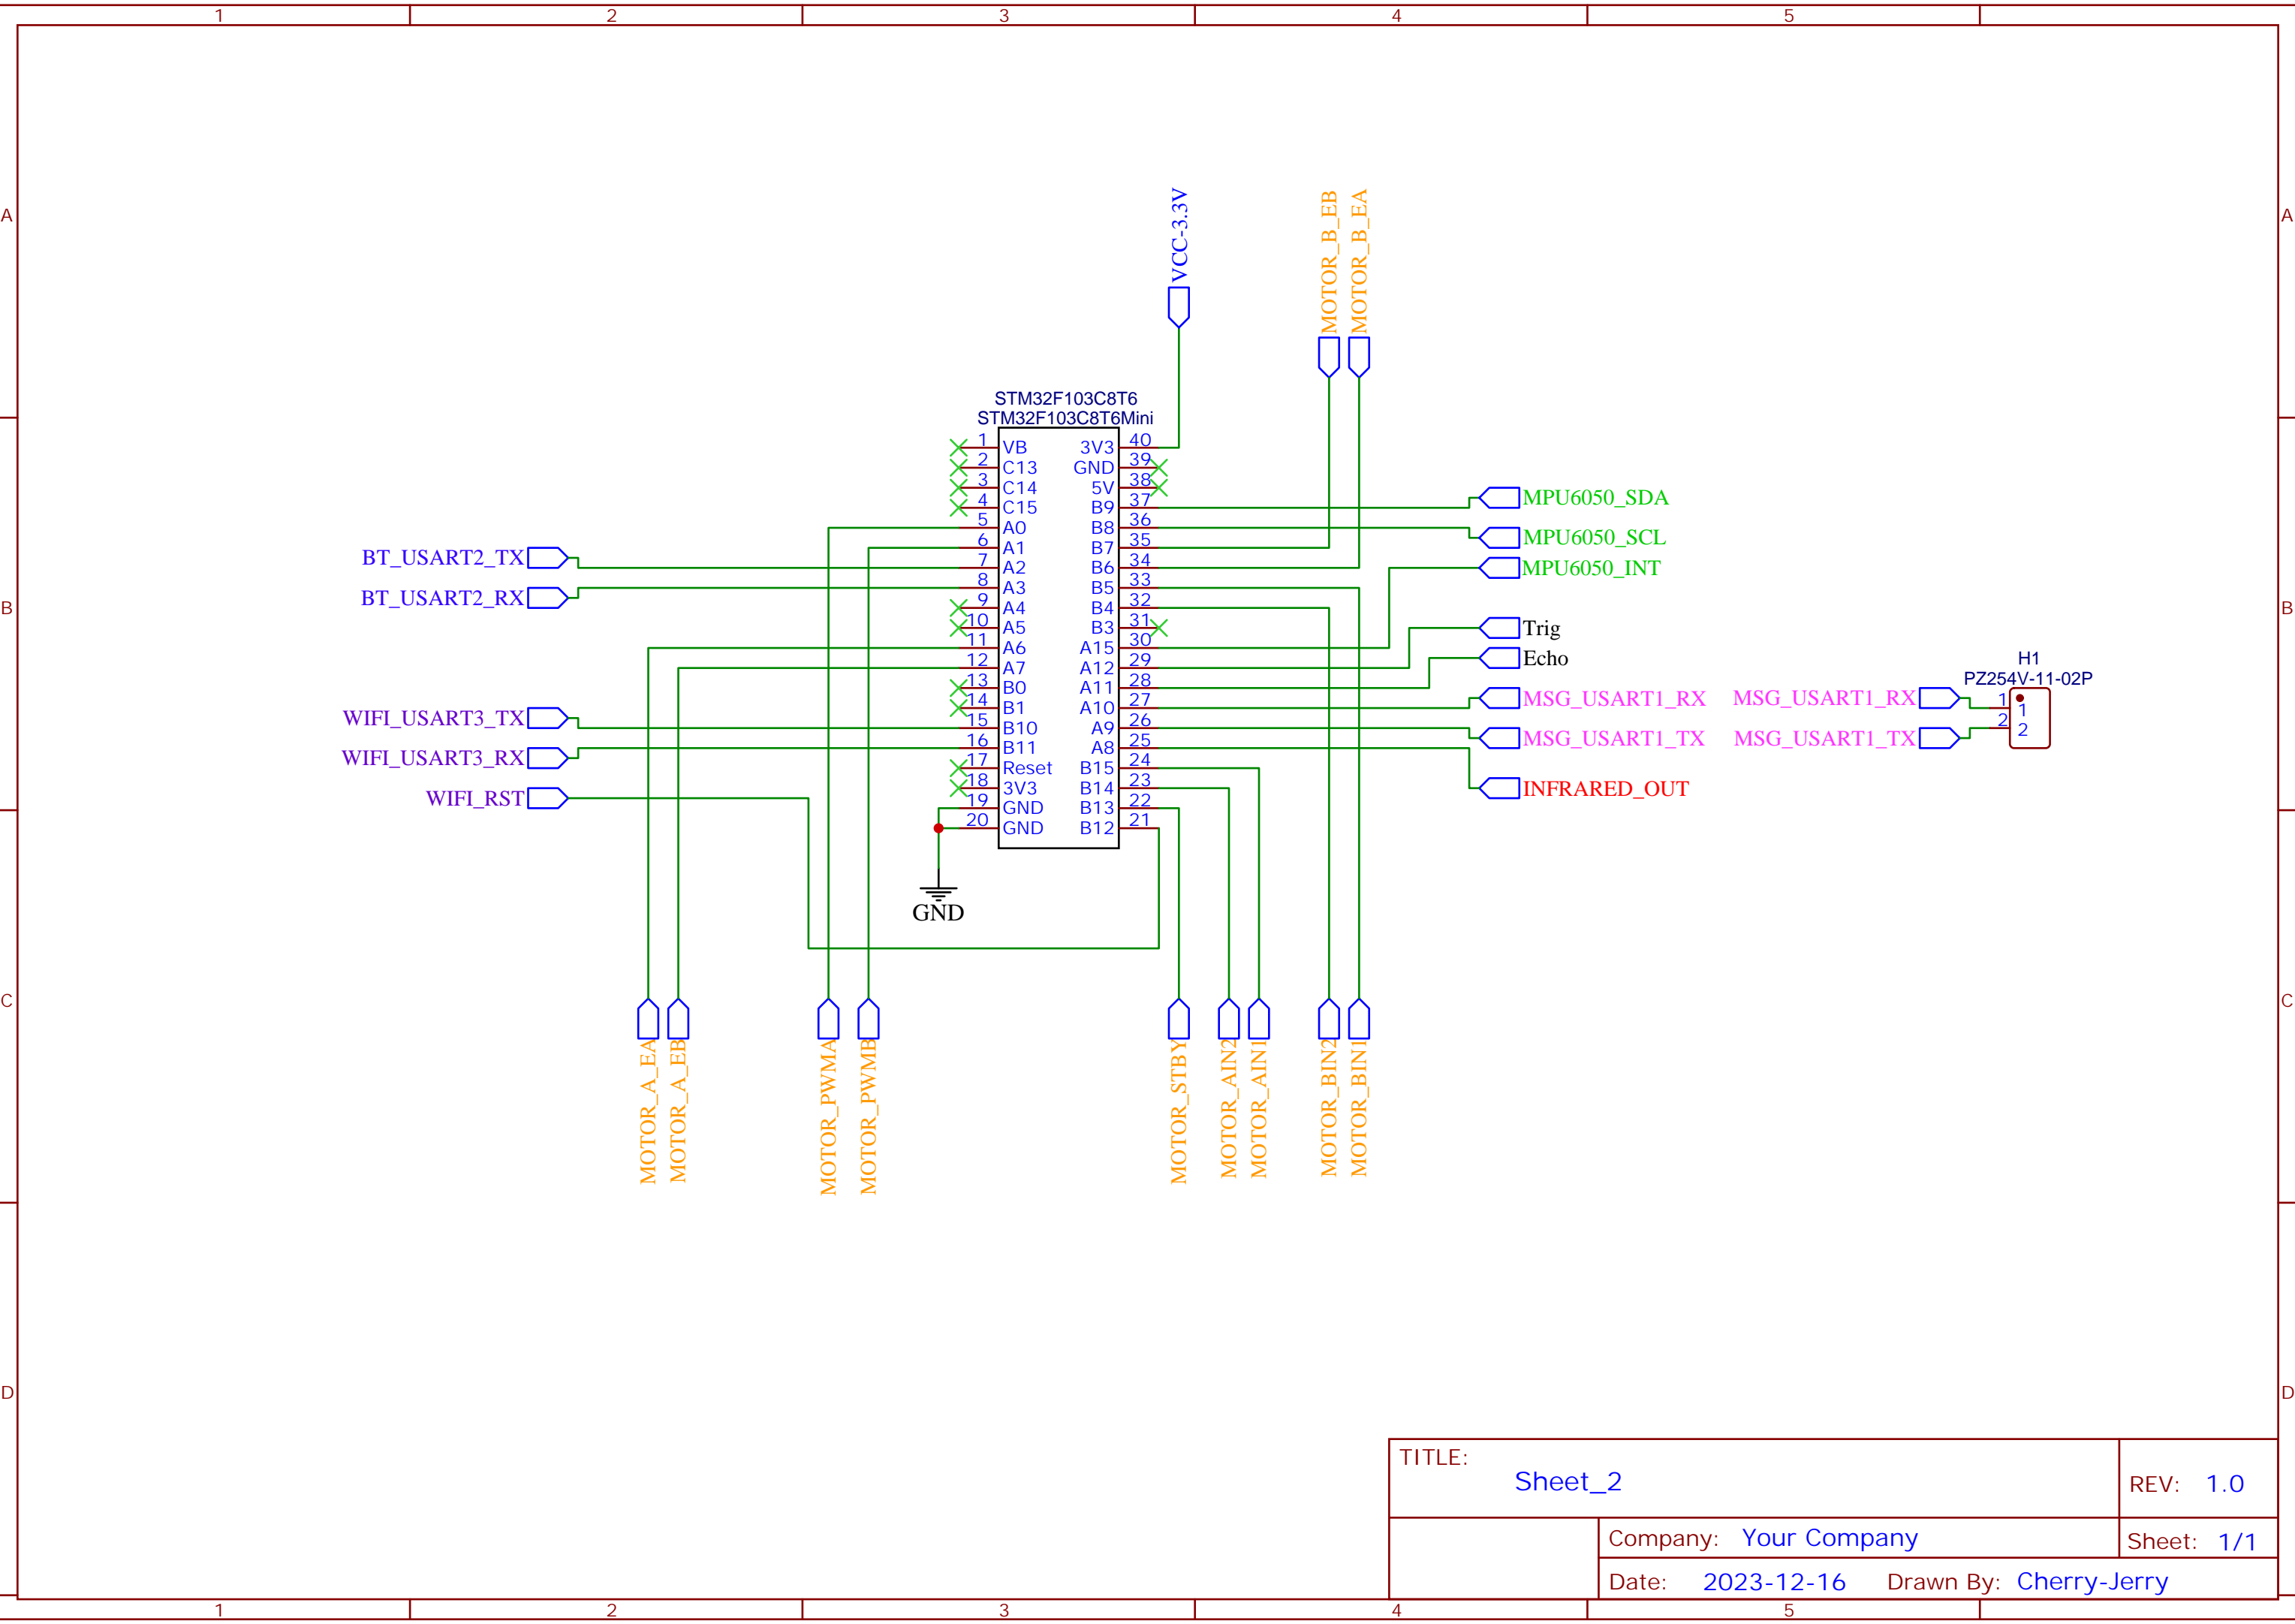 1 2 3 4 5
A A
B B
C C
D D
VCC-3.3V
MOTOR_B_EB
MOTOR_B_EA
STM32F103C8T6
STM32F103C8T6Mini
1 VB 3V3 40
2 C13 GND 39
3 C14 5V 38
4 C15 B9 37
5 A0 B8 36
6 A1 B7 35
7 A2 B6 34
8 A3 B5 33
9 A4 B4 32
10 A5 B3 31
11 A6 A15 30
12 A7 A12 29
13 B0 A11 28
14 B1 A10 27
15 B10 A9 26
16 B11 A8 25
17 Reset B15 24
18 3V3 B14 23
19 GND B13 22
20 GND B12 21
BT_USART2_TX
BT_USART2_RX
WIFI_USART3_TX
WIFI_USART3_RX
WIFI_RST
GND
MPU6050_SDA
MPU6050_SCL
MPU6050_INT
Trig
Echo
MSG_USART1_RX
MSG_USART1_TX
INFRARED_OUT
H1
PZ254V-11-02P
MSG_USART1_RX 1 1
MSG_USART1_TX 2 2
MOTOR_A_EA
MOTOR_A_EB
MOTOR_PWMA
MOTOR_PWMB
MOTOR_STBY
MOTOR_AIN2
MOTOR_AIN1
MOTOR_BIN2
MOTOR_BIN1
TITLE:
Sheet_2
REV: 1.0
Company: Your Company
Sheet: 1/1
Date: 2023-12-16 Drawn By: Cherry-Jerry
1 2 3 4 5